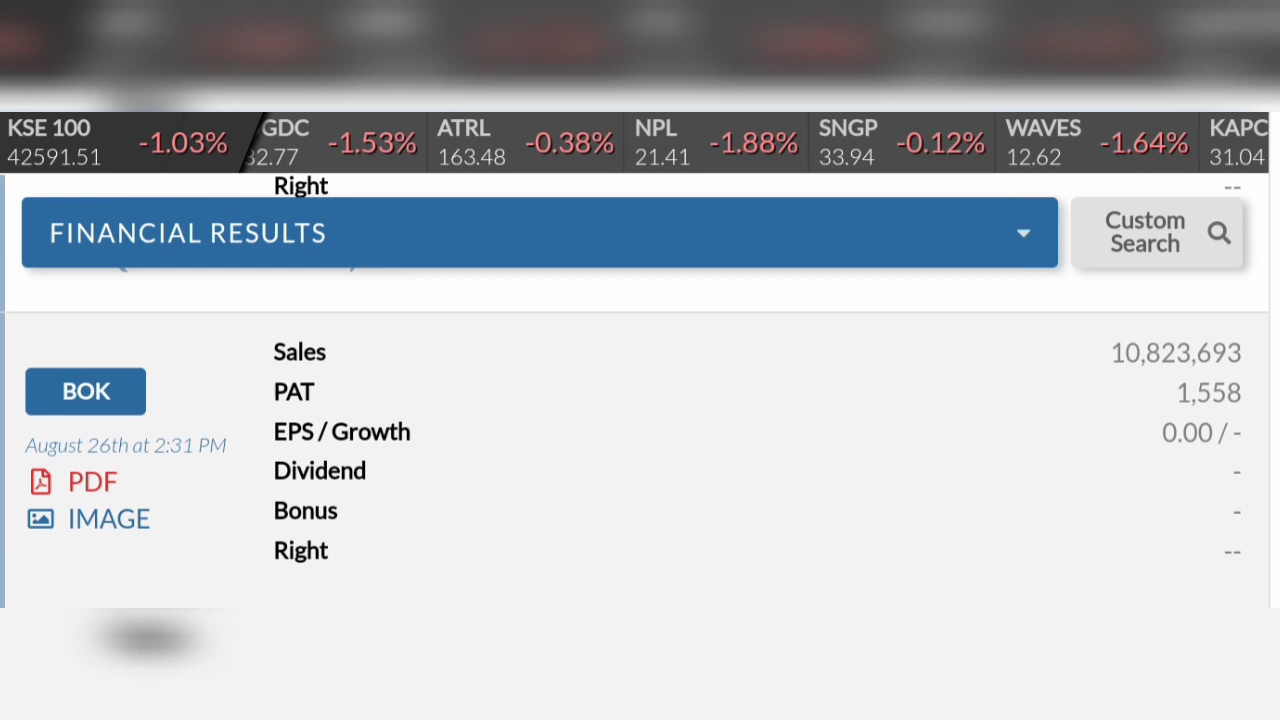 KSE 100 -1.03% GDC -1.53% ATRL -0.38% NPL -1.88% SNGP -0.12% WAVES -1.64% KAPC
42591.51 32.77 163.48 21.41 33.94 12.62 31.04
Right --
FINANCIAL RESULTS
Custom
Search
Sales 10,823,693
BOK
PAT 1,558
EPS / Growth 0.00 / -
August 26th at 2:31 PM
Dividend -
PDF
Bonus -
IMAGE
Right --